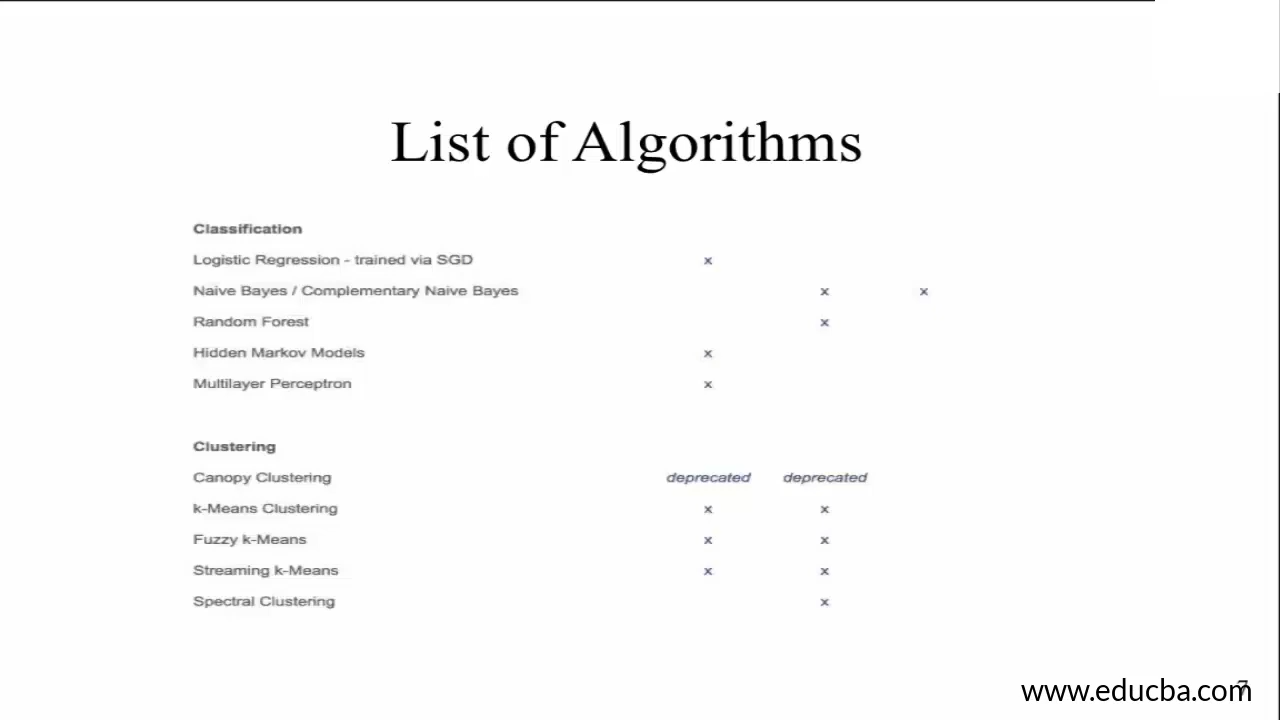 List of Algorithms
Classification
Logistic Regression - trained via SGD x
Naive Bayes / Complementary Naive Bayes x x
Random Forest x
Hidden Markov Models x
Multilayer Perceptron x
Clustering
Canopy Clustering deprecated deprecated
k-Means Clustering x x
Fuzzy k-Means x x
Streaming k-Means x x
Spectral Clustering x
www.educba.com
7